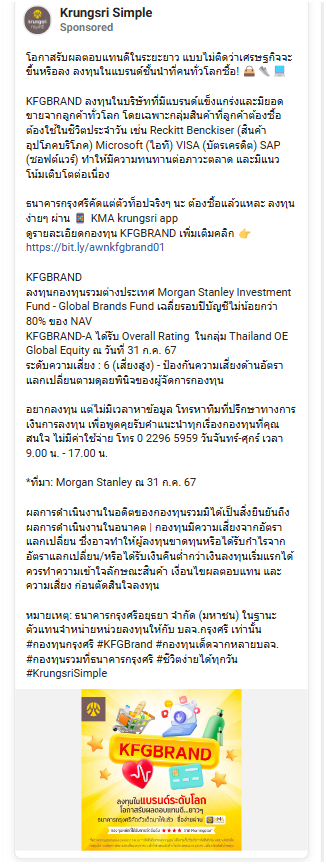 Krungsri Simple
Sponsored
โอกาสรับผลตอบแทนดีในระยะยาว แบบไม่ติดว่าเศรษฐกิจจะ
ขึ้นหรือลง ลงทุนในแบรนด์ชั้นนำที่คนทั่วโลกซื้อ! 👜 👠 💻
KFGBRAND ลงทุนในบริษัทที่มีแบรนด์แข็งแกร่งและมียอด
ขายจากลูกค้าทั่วโลก โดยเฉพาะกลุ่มสินค้าที่ลูกค้าต้องซื้อ
ต้องใช้ในชีวิตประจำวัน เช่น Reckitt Benckiser (สินค้า
อุปโภคบริโภค) Microsoft (ไอที) VISA (บัตรเครดิต) SAP
(ซอฟต์แวร์) ทำให้มีความทนทานต่อภาวะตลาด และมีแนว
โน้มเติบโตต่อเนื่อง
ธนาคารกรุงศรีคัดแต่ตัวท็อปจริงๆ นะ ต้องซื้อแล้วแหละ ลงทุน
ง่ายๆ ผ่าน 📱 KMA krungsri app
ดูรายละเอียดกองทุน KFGBRAND เพิ่มเติมคลิก 👉
https://bit.ly/awnkfgbrand01
KFGBRAND
ลงทุนกองทุนรวมต่างประเทศ Morgan Stanley Investment
Fund - Global Brands Fund เฉลี่ยรอบปีบัญชีไม่น้อยกว่า
80% ของ NAV
KFGBRAND-A ได้รับ Overall Rating ในกลุ่ม Thailand OE
Global Equity ณ วันที่ 31 ก.ค. 67
ระดับความเสี่ยง : 6 (เสี่ยงสูง) - ป้องกันความเสี่ยงด้านอัตรา
แลกเปลี่ยนตามดุลยพินิจของผู้จัดการกองทุน
อยากลงทุน แต่ไม่มีเวลาหาข้อมูล โทรหาทีมที่ปรึกษาทางการ
เงินการลงทุน เพื่อพูดคุยรับคำแนะนำทุกเรื่องกองทุนที่คุณ
สนใจ ไม่มีค่าใช้จ่าย โทร 0 2296 5959 วันจันทร์-ศุกร์ เวลา
9.00 น. - 17.00 น.
*ที่มา: Morgan Stanley ณ 31 ก.ค. 67
ผลการดำเนินงานในอดีตของกองทุนรวมมิได้เป็นสิ่งยืนยันถึง
ผลการดำเนินงานในอนาคต | กองทุนมีความเสี่ยงจากอัตรา
แลกเปลี่ยน ซึ่งอาจทำให้ผู้ลงทุนขาดทุนหรือได้รับกำไรจาก
อัตราแลกเปลี่ยน/หรือได้รับเงินคืนต่ำกว่าเงินลงทุนเริ่มแรกได้
ควรทำความเข้าใจลักษณะสินค้า เงื่อนไขผลตอบแทน และ
ความเสี่ยง ก่อนตัดสินใจลงทุน
หมายเหตุ: ธนาคารกรุงศรีอยุธยา จำกัด (มหาชน) ในฐานะ
ตัวแทนจำหน่ายหน่วยลงทุนให้กับ บลจ.กรุงศรี เท่านั้น
#กองทุนกรุงศรี #KFGBrand #กองทุนเด็ดจากหลายบลจ.
#กองทุนรวมที่ธนาคารกรุงศรี #ชีวิตง่ายได้ทุกวัน
#KrungsriSimple
KFGBRAND
ลงทุนในแบรนด์ระดับโลก
โอกาสรับผลตอบแทนดี...ยาวๆ